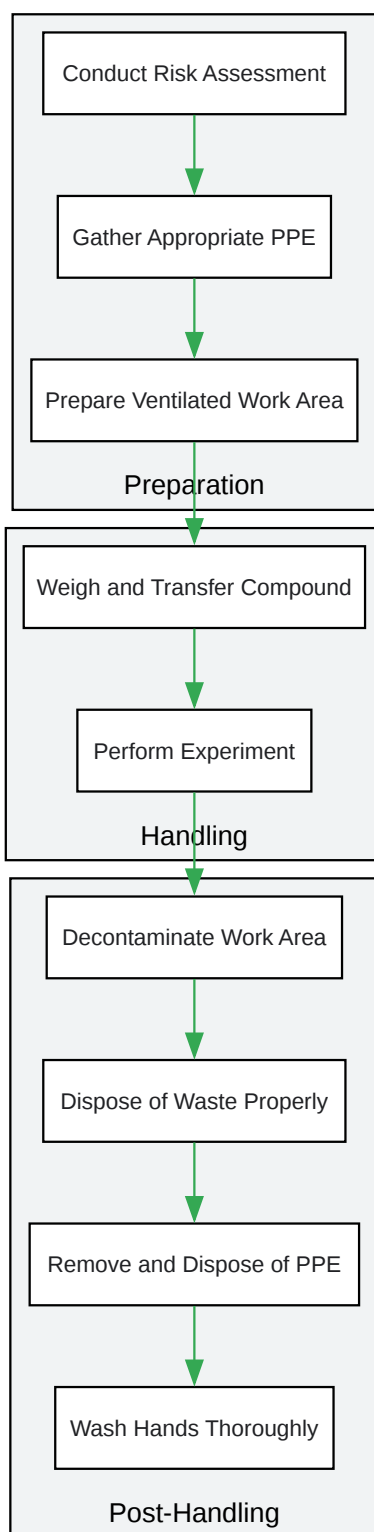 Conduct Risk Assessment
Gather Appropriate PPE
Prepare Ventilated Work Area
Preparation
Weigh and Transfer Compound
Perform Experiment
Handling
Decontaminate Work Area
Dispose of Waste Properly
Remove and Dispose of PPE
Wash Hands Thoroughly
Post-Handling